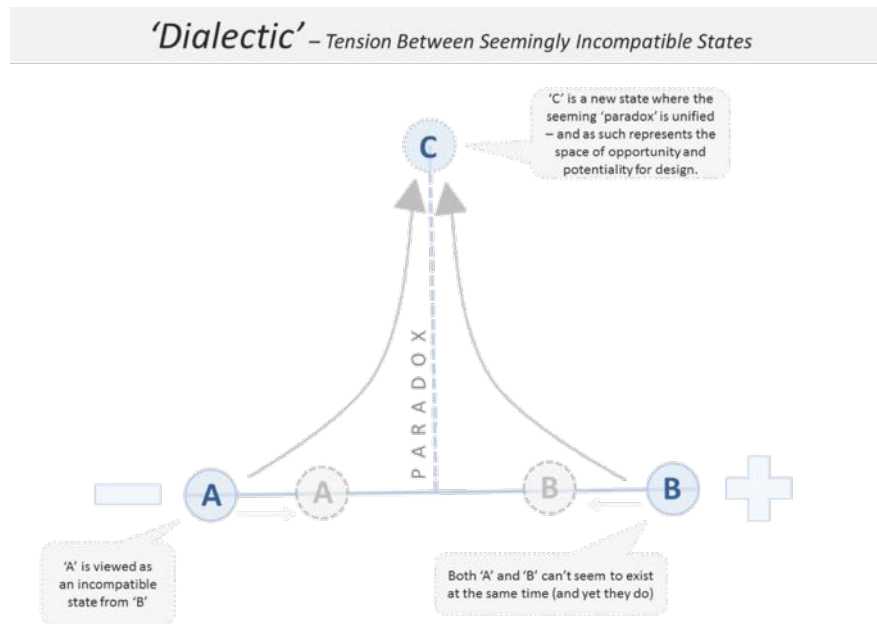 ‘Dialectic’ – Tension Between Seemingly Incompatible States
‘C’ is a new state where the
seeming ‘paradox’ is unified
– and as such represents the
space of opportunity and
potentiality for design.
C
PARADOX
A
A
B
B
‘A’ is viewed as
an incompatible
state from ‘B’
Both ‘A’ and ‘B’ can’t seem to exist
at the same time (and yet they do)